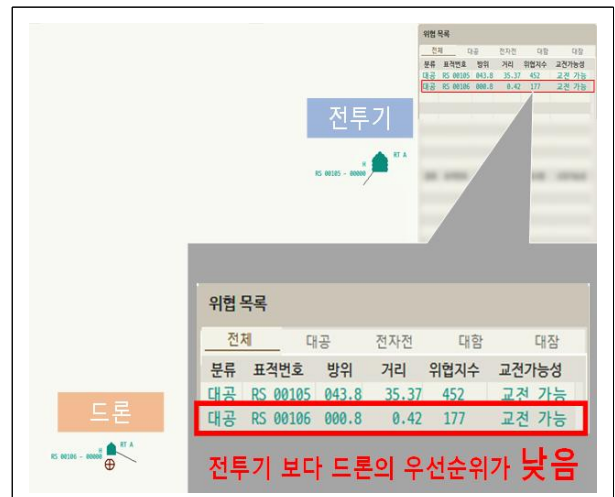 위협 목록
전체 대공 전자전 대함 대잠
분류 표적번호 방위 거리 위협지수 교전가능성
대공 RS 00105 043.8 35.37 452 교전 가능
대공 RS 00106 000.8 0.42 177 교전 가능
전투기
H RT A
RS 00105 - 00000
위협 목록
전체 대공 전자전 대함 대잠
분류 표적번호 방위 거리 위협지수 교전가능성
대공 RS 00105 043.8 35.37 452 교전 가능
대공 RS 00106 000.8 0.42 177 교전 가능
드론
H RT A
RS 00106 - 00000
전투기 보다 드론의 우선순위가 낮음